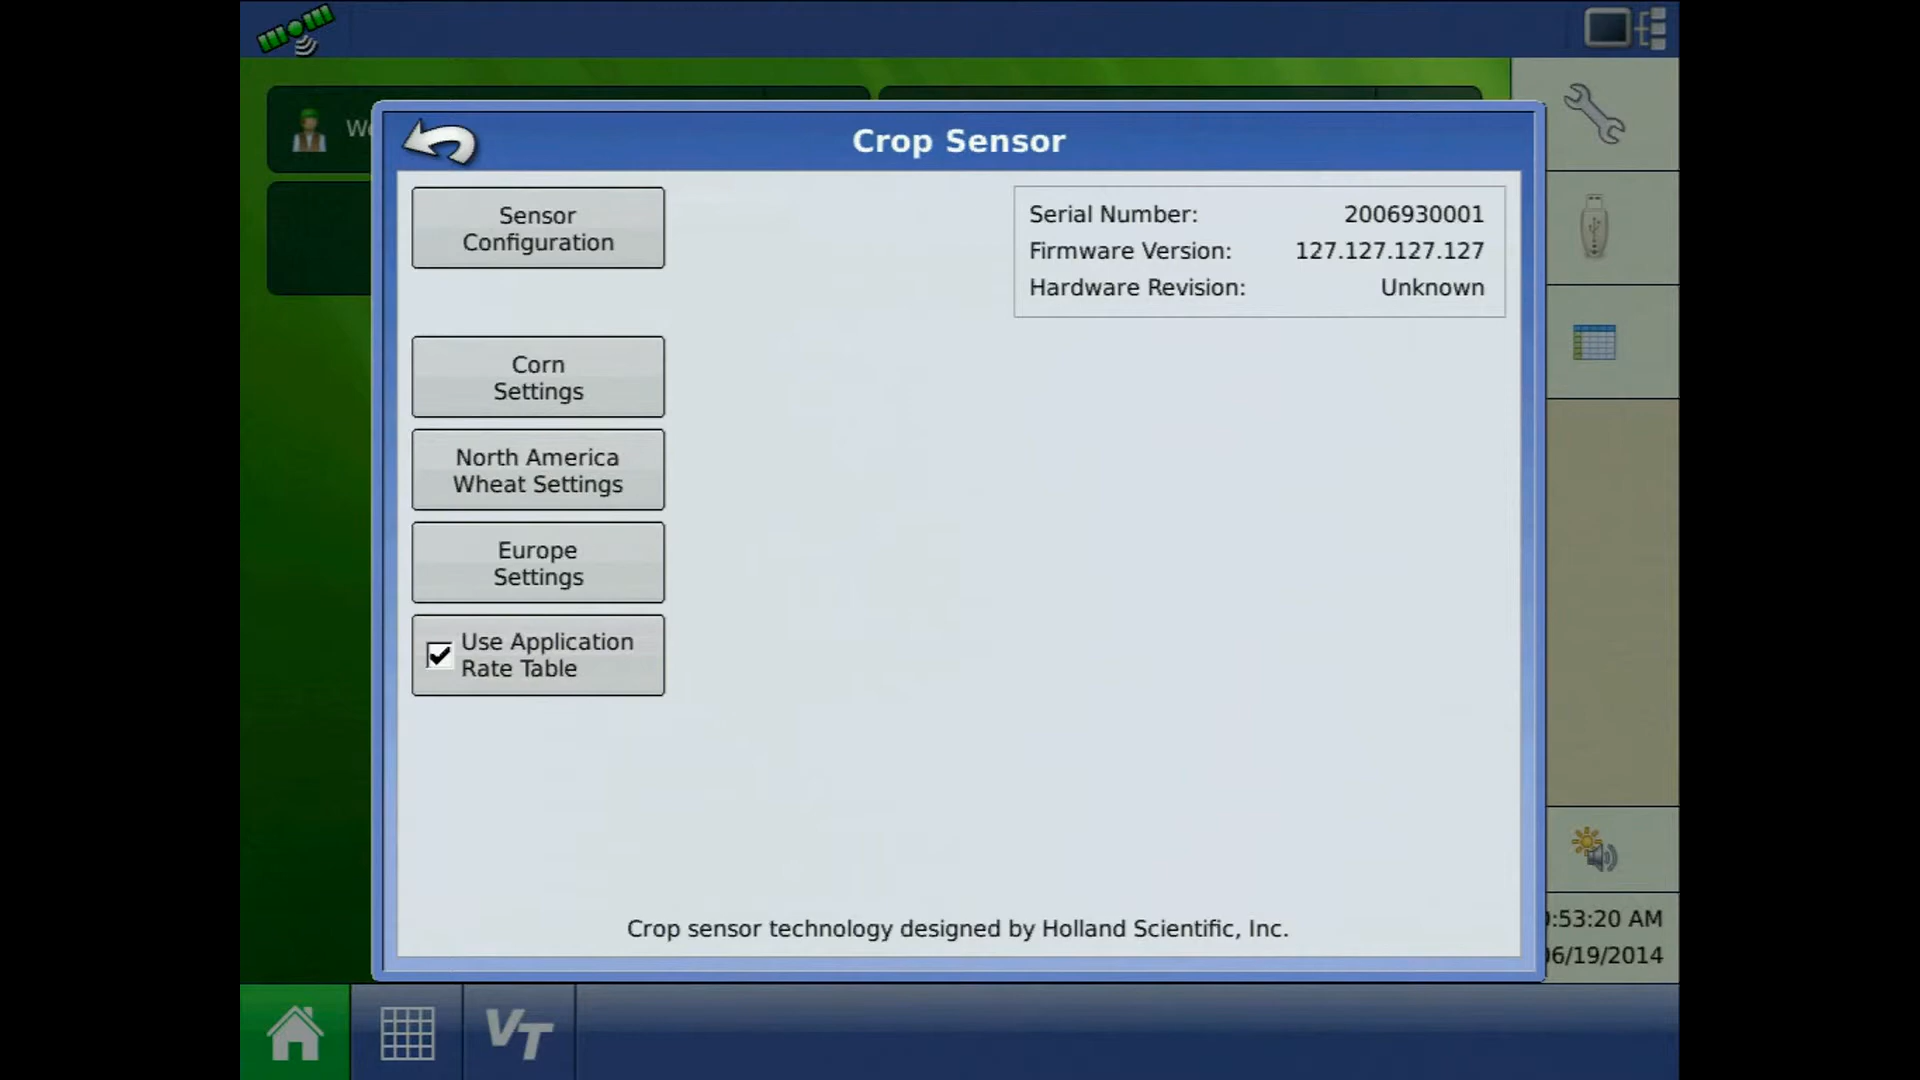 Crop Sensor
Sensor
Configuration
Serial Number: 2006930001
Firmware Version: 127.127.127.127
Hardware Revision: Unknown
Corn
Settings
North America
Wheat Settings
Europe
Settings
Use Application
Rate Table
Crop sensor technology designed by Holland Scientific, Inc.
:53:20 AM
06/19/2014
VT